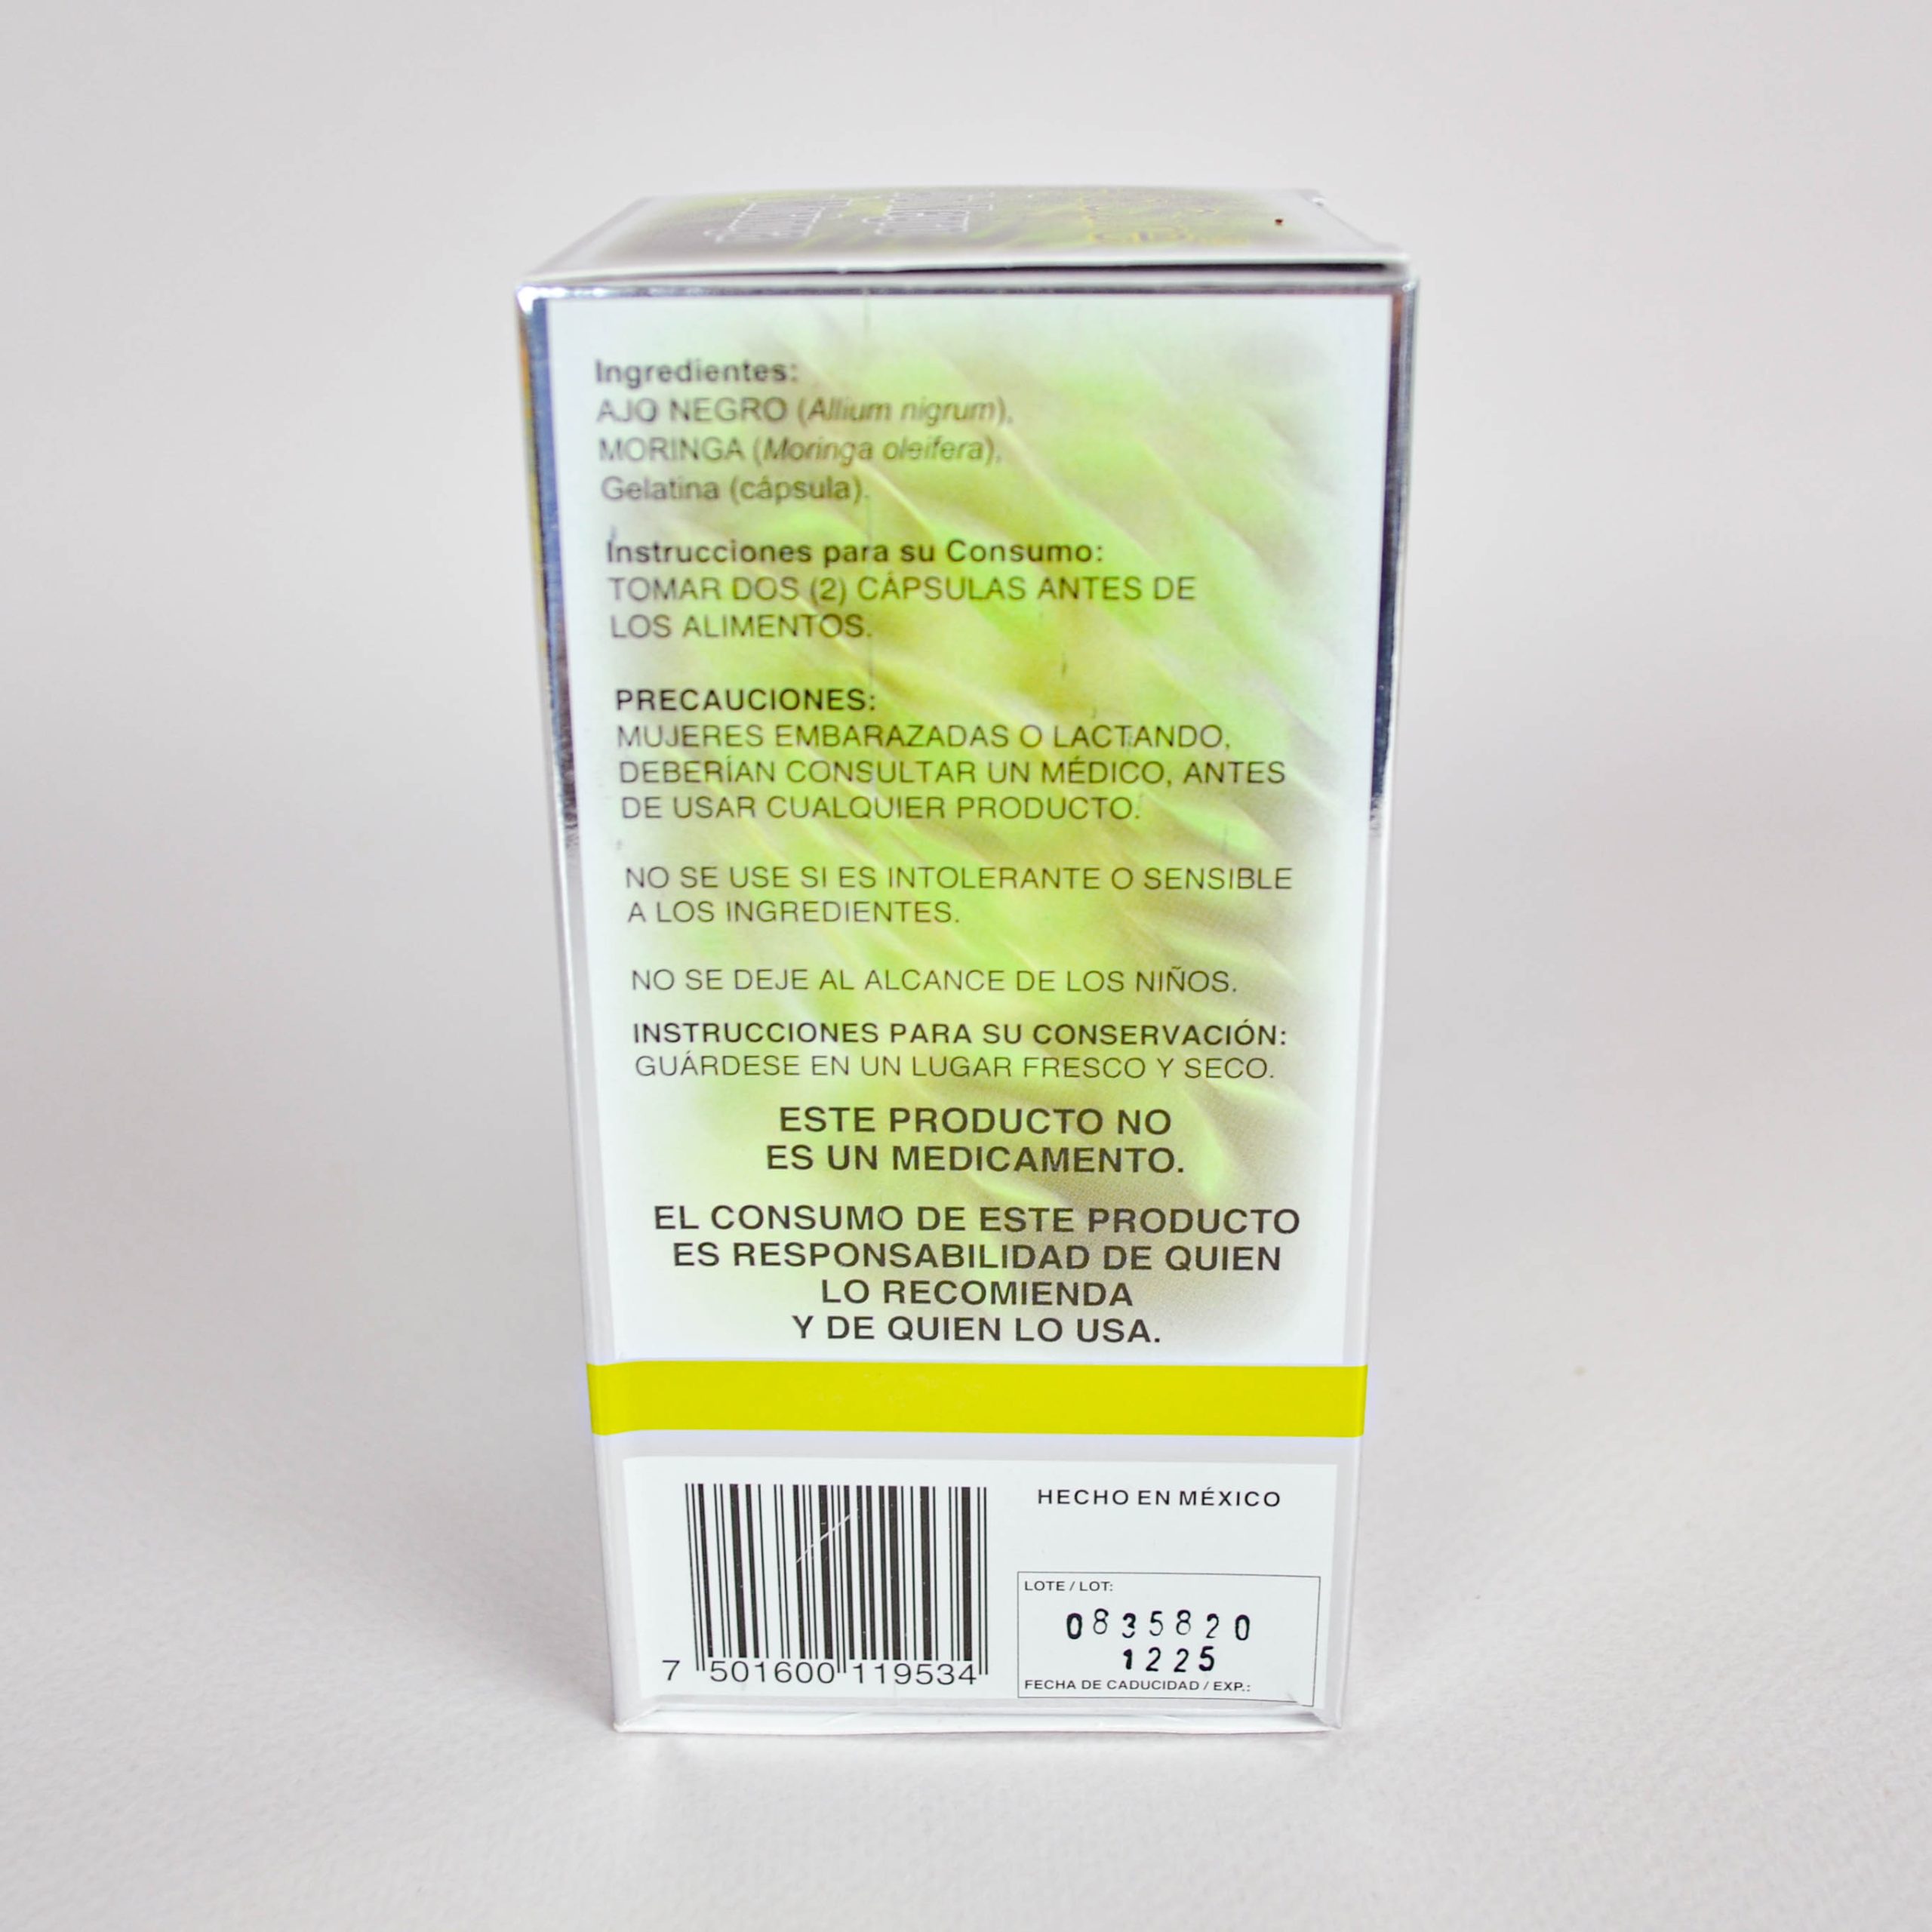 Ingredientes:
AJO NEGRO (Allium nigrum),
MORINGA (Moringa oleifera),
Gelatina (cápsula).
Instrucciones para su Consumo:
TOMAR DOS (2) CÁPSULAS ANTES DE
LOS ALIMENTOS.
PRECAUCIONES:
MUJERES EMBARAZADAS O LACTANDO,
DEBERÍAN CONSULTAR UN MÉDICO, ANTES
DE USAR CUALQUIER PRODUCTO.
NO SE USE SI ES INTOLERANTE O SENSIBLE
A LOS INGREDIENTES.
NO SE DEJE AL ALCANCE DE LOS NIÑOS.
INSTRUCCIONES PARA SU CONSERVACIÓN:
GUÁRDESE EN UN LUGAR FRESCO Y SECO.
ESTE PRODUCTO NO
ES UN MEDICAMENTO.
EL CONSUMO DE ESTE PRODUCTO
ES RESPONSABILIDAD DE QUIEN
LO RECOMIENDA
Y DE QUIEN LO USA.
HECHO EN MÉXICO
LOTE / LOT:
0835820
1225
FECHA DE CADUCIDAD / EXP.:
7 501600 119534